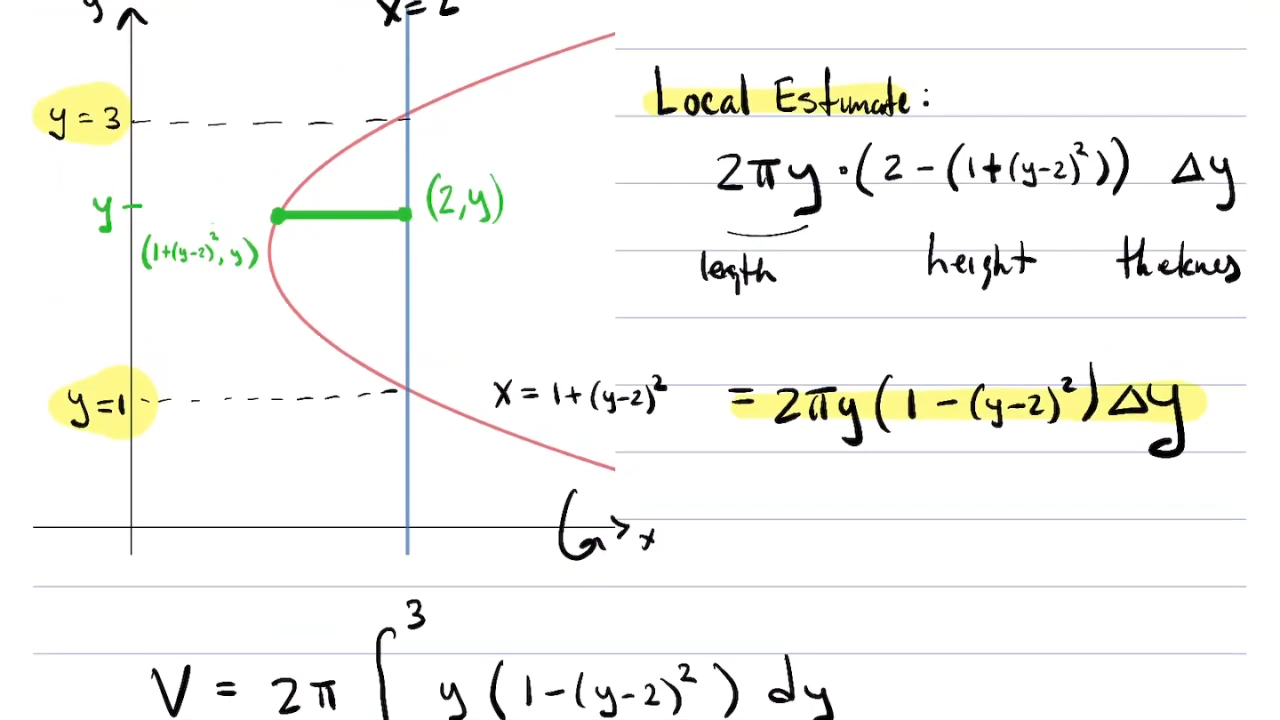 y
x=2
y = 3
y
(2,y)
(1+(y-2)², y)
y=1
x = 1+(y-2)²
x
Local Estimate:
2πy·(2-(1+(y-2)²)) Δy
length height thicknes
= 2πy(1-(y-2)²)Δy
V = 2π ∫³ y(1-(y-2)²) dy